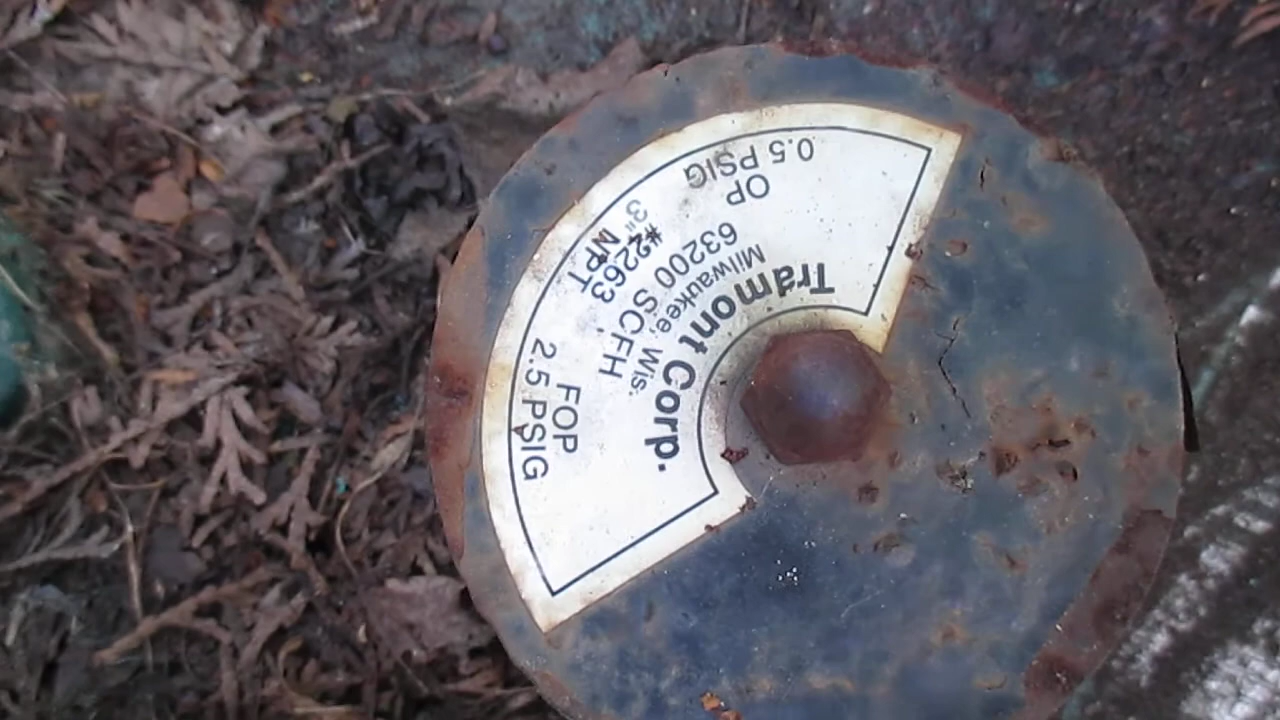 Tramont Corp.
Milwaukee, Wis.
63200 SCFH
OP #2263 FOP
0.5 PSIG 3" NPT 2.5 PSIG